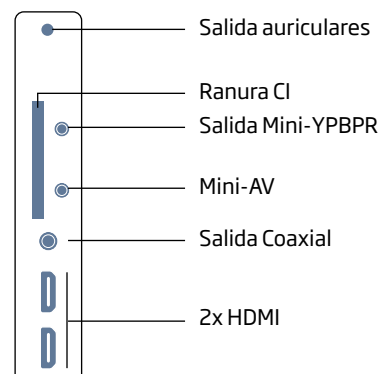 Salida auriculares
Ranura CI
Salida Mini-YPBPR
Mini-AV
Salida Coaxial
2x HDMI